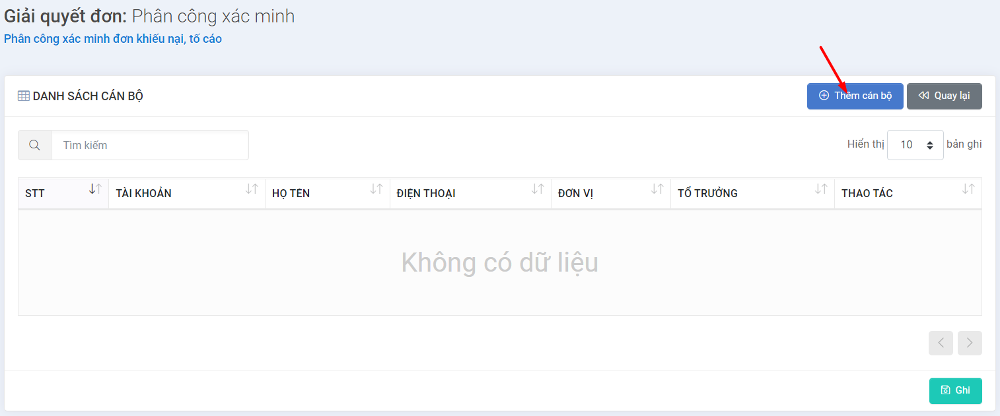 Giải quyết đơn: Phân công xác minh
Phân công xác minh đơn khiếu nại, tố cáo
DANH SÁCH CÁN BỘ
Thêm cán bộ
Quay lại
Tìm kiếm
Hiển thị 10 bản ghi
STT TÀI KHOẢN HỌ TÊN ĐIỆN THOẠI ĐƠN VỊ TỔ TRƯỞNG THAO TÁC
Không có dữ liệu
Ghi